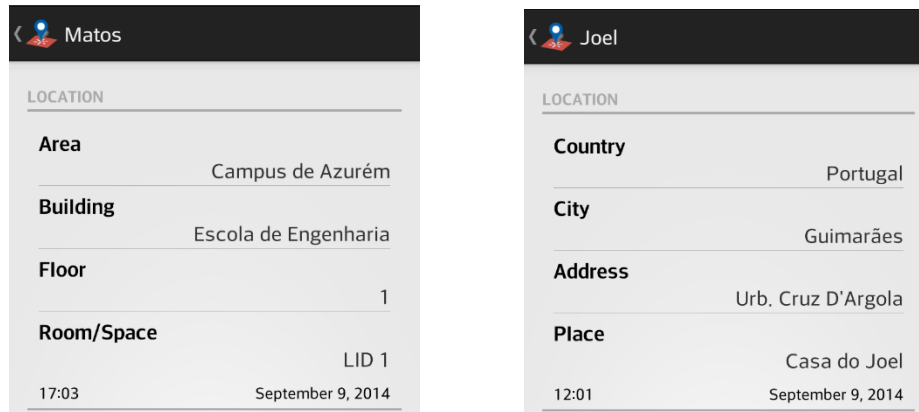 Matos
LOCATION
Area
Campus de Azurém
Building
Escola de Engenharia
Floor
1
Room/Space
LID 1
17:03 September 9, 2014
Joel
LOCATION
Country
Portugal
City
Guimarães
Address
Urb. Cruz D'Argola
Place
Casa do Joel
12:01 September 9, 2014